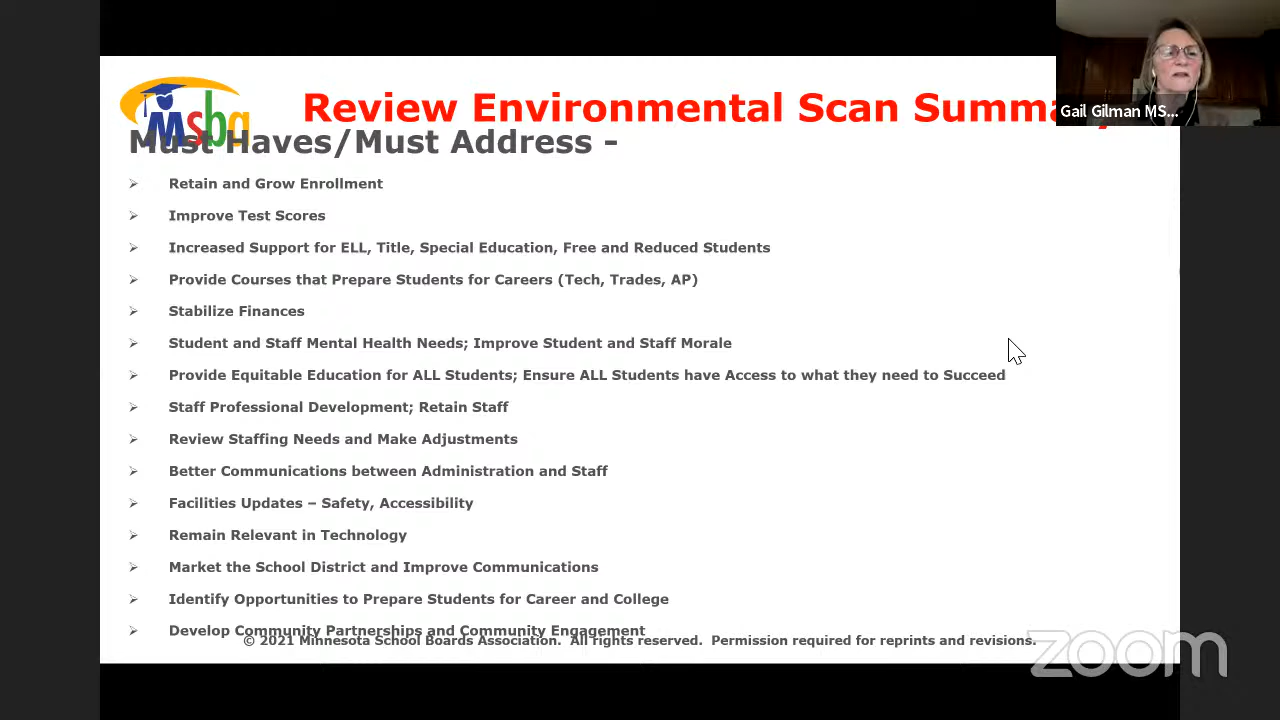 Review Environmental Scan Summa
Gail Gilman MS...
Msba
Must Haves/Must Address -
Retain and Grow Enrollment
Improve Test Scores
Increased Support for ELL, Title, Special Education, Free and Reduced Students
Provide Courses that Prepare Students for Careers (Tech, Trades, AP)
Stabilize Finances
Student and Staff Mental Health Needs; Improve Student and Staff Morale
Provide Equitable Education for ALL Students; Ensure ALL Students have Access to what they need to Succeed
Staff Professional Development; Retain Staff
Review Staffing Needs and Make Adjustments
Better Communications between Administration and Staff
Facilities Updates – Safety, Accessibility
Remain Relevant in Technology
Market the School District and Improve Communications
Identify Opportunities to Prepare Students for Career and College
Develop Community Partnerships and Community Engagement
© 2021 Minnesota School Boards Association. All rights reserved. Permission required for reprints and revisions.
zoom